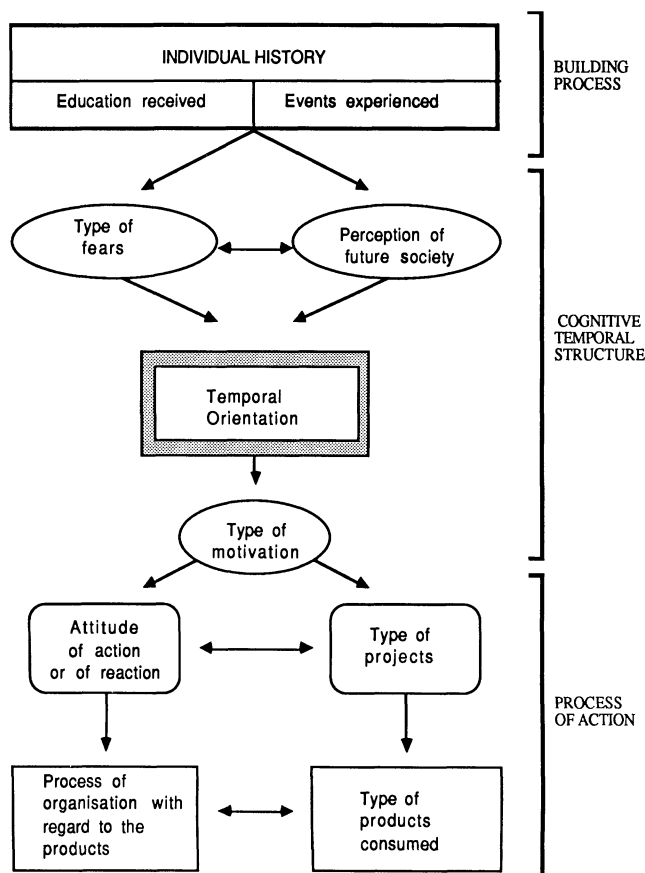 INDIVIDUAL HISTORY
Education received
Events experienced
BUILDING
PROCESS
Type of
fears
Perception of
future society
COGNITIVE
TEMPORAL
STRUCTURE
Temporal
Orientation
Type of
motivation
Attitude
of action
or of reaction
Type of
projects
PROCESS
OF ACTION
Process of
organisation with
regard to the
products
Type of
products
consumed